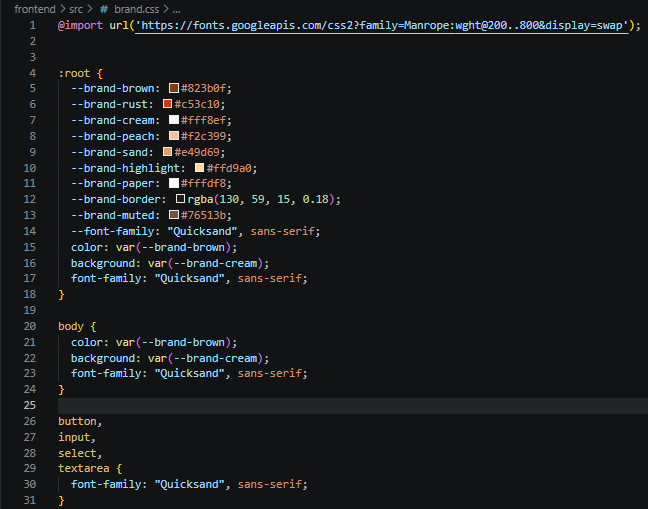 frontend > src > # brand.css > ...
1 @import url('https://fonts.googleapis.com/css2?family=Manrope:wght@200..800&display=swap');
2
3
4 :root {
5 --brand-brown: #823b0f;
6 --brand-rust: #c53c10;
7 --brand-cream: #fff8ef;
8 --brand-peach: #f2c399;
9 --brand-sand: #e49d69;
10 --brand-highlight: #ffd9a0;
11 --brand-paper: #fffdf8;
12 --brand-border: rgba(130, 59, 15, 0.18);
13 --brand-muted: #76513b;
14 --font-family: "Quicksand", sans-serif;
15 color: var(--brand-brown);
16 background: var(--brand-cream);
17 font-family: "Quicksand", sans-serif;
18 }
19
20 body {
21 color: var(--brand-brown);
22 background: var(--brand-cream);
23 font-family: "Quicksand", sans-serif;
24 }
25
26 button,
27 input,
28 select,
29 textarea {
30 font-family: "Quicksand", sans-serif;
31 }